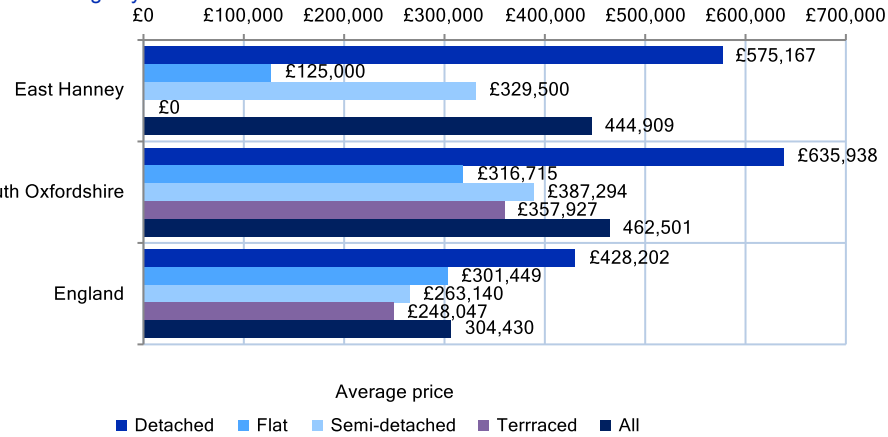 £0 £100,000 £200,000 £300,000 £400,000 £500,000 £600,000 £700,000
£575,167
£125,000
East Hanney
£329,500
£0
444,909
£635,938
£316,715
uth Oxfordshire
£387,294
£357,927
462,501
£428,202
£301,449
England
£263,140
£248,047
304,430
Average price
Detached Flat Semi-detached Terrraced All